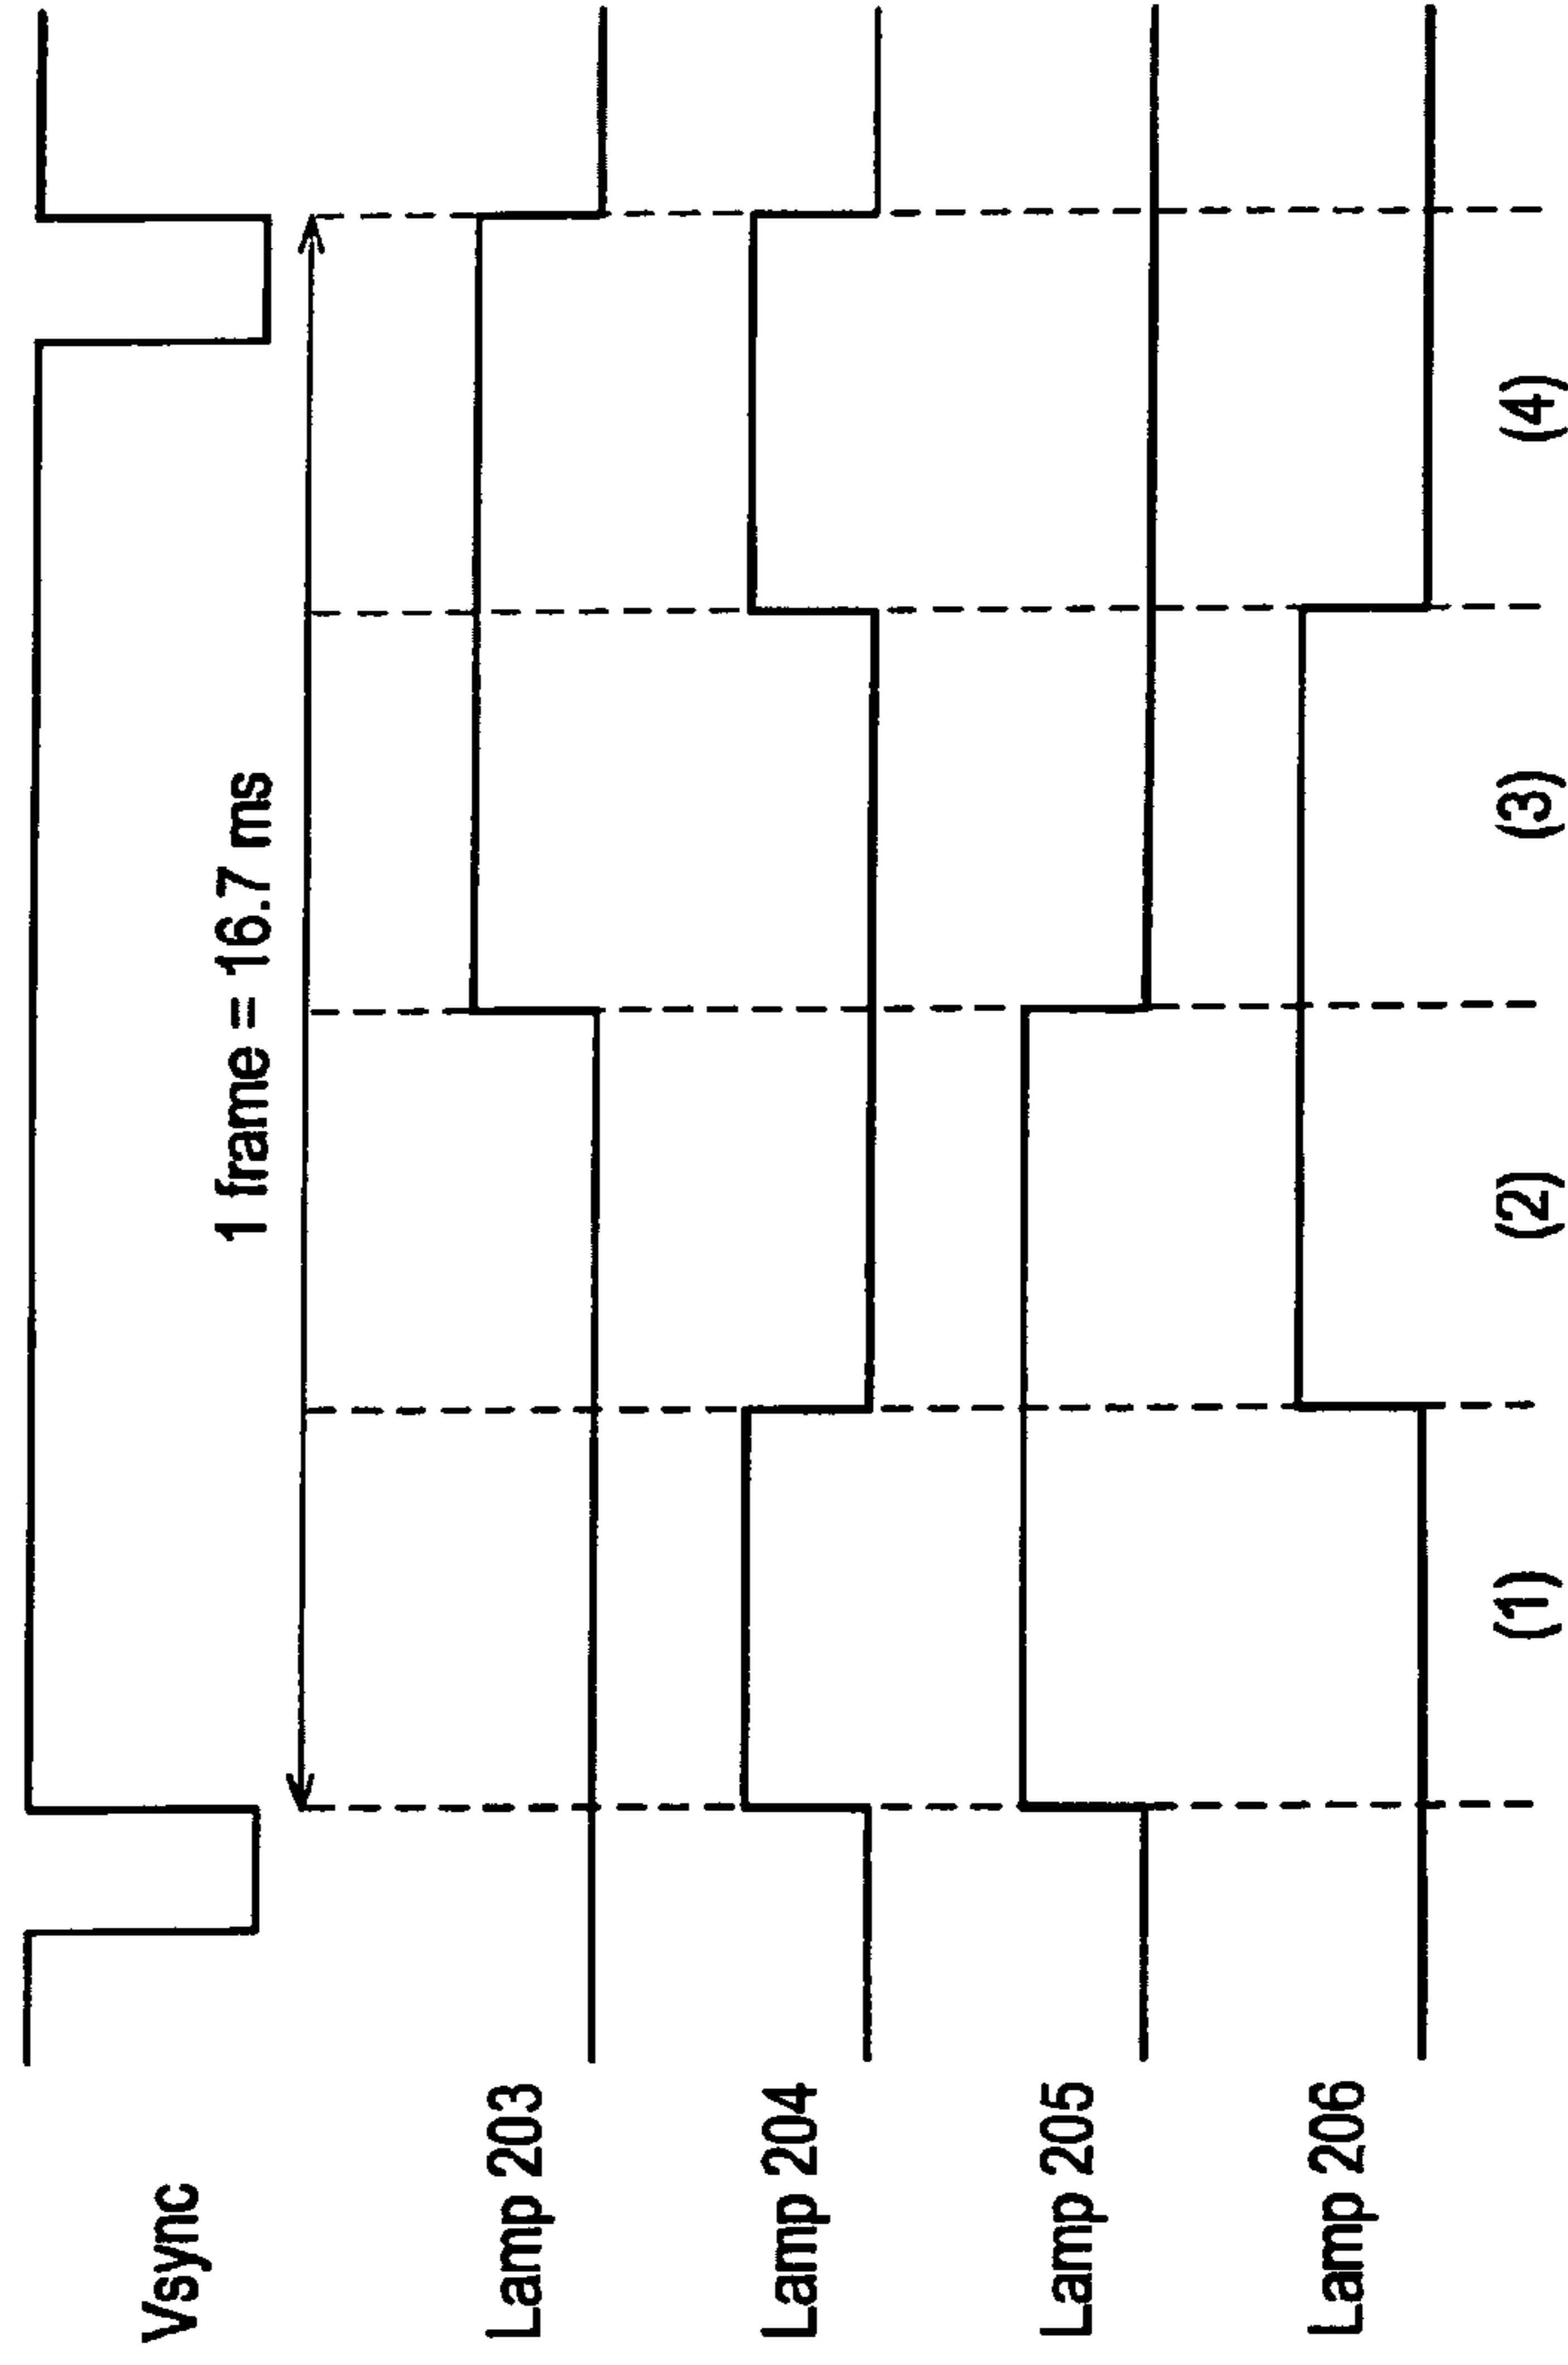 Vsync
1 frame = 16.7 ms
Lamp 203
Lamp 204
Lamp 205
Lamp 206
(1) (2) (3) (4)